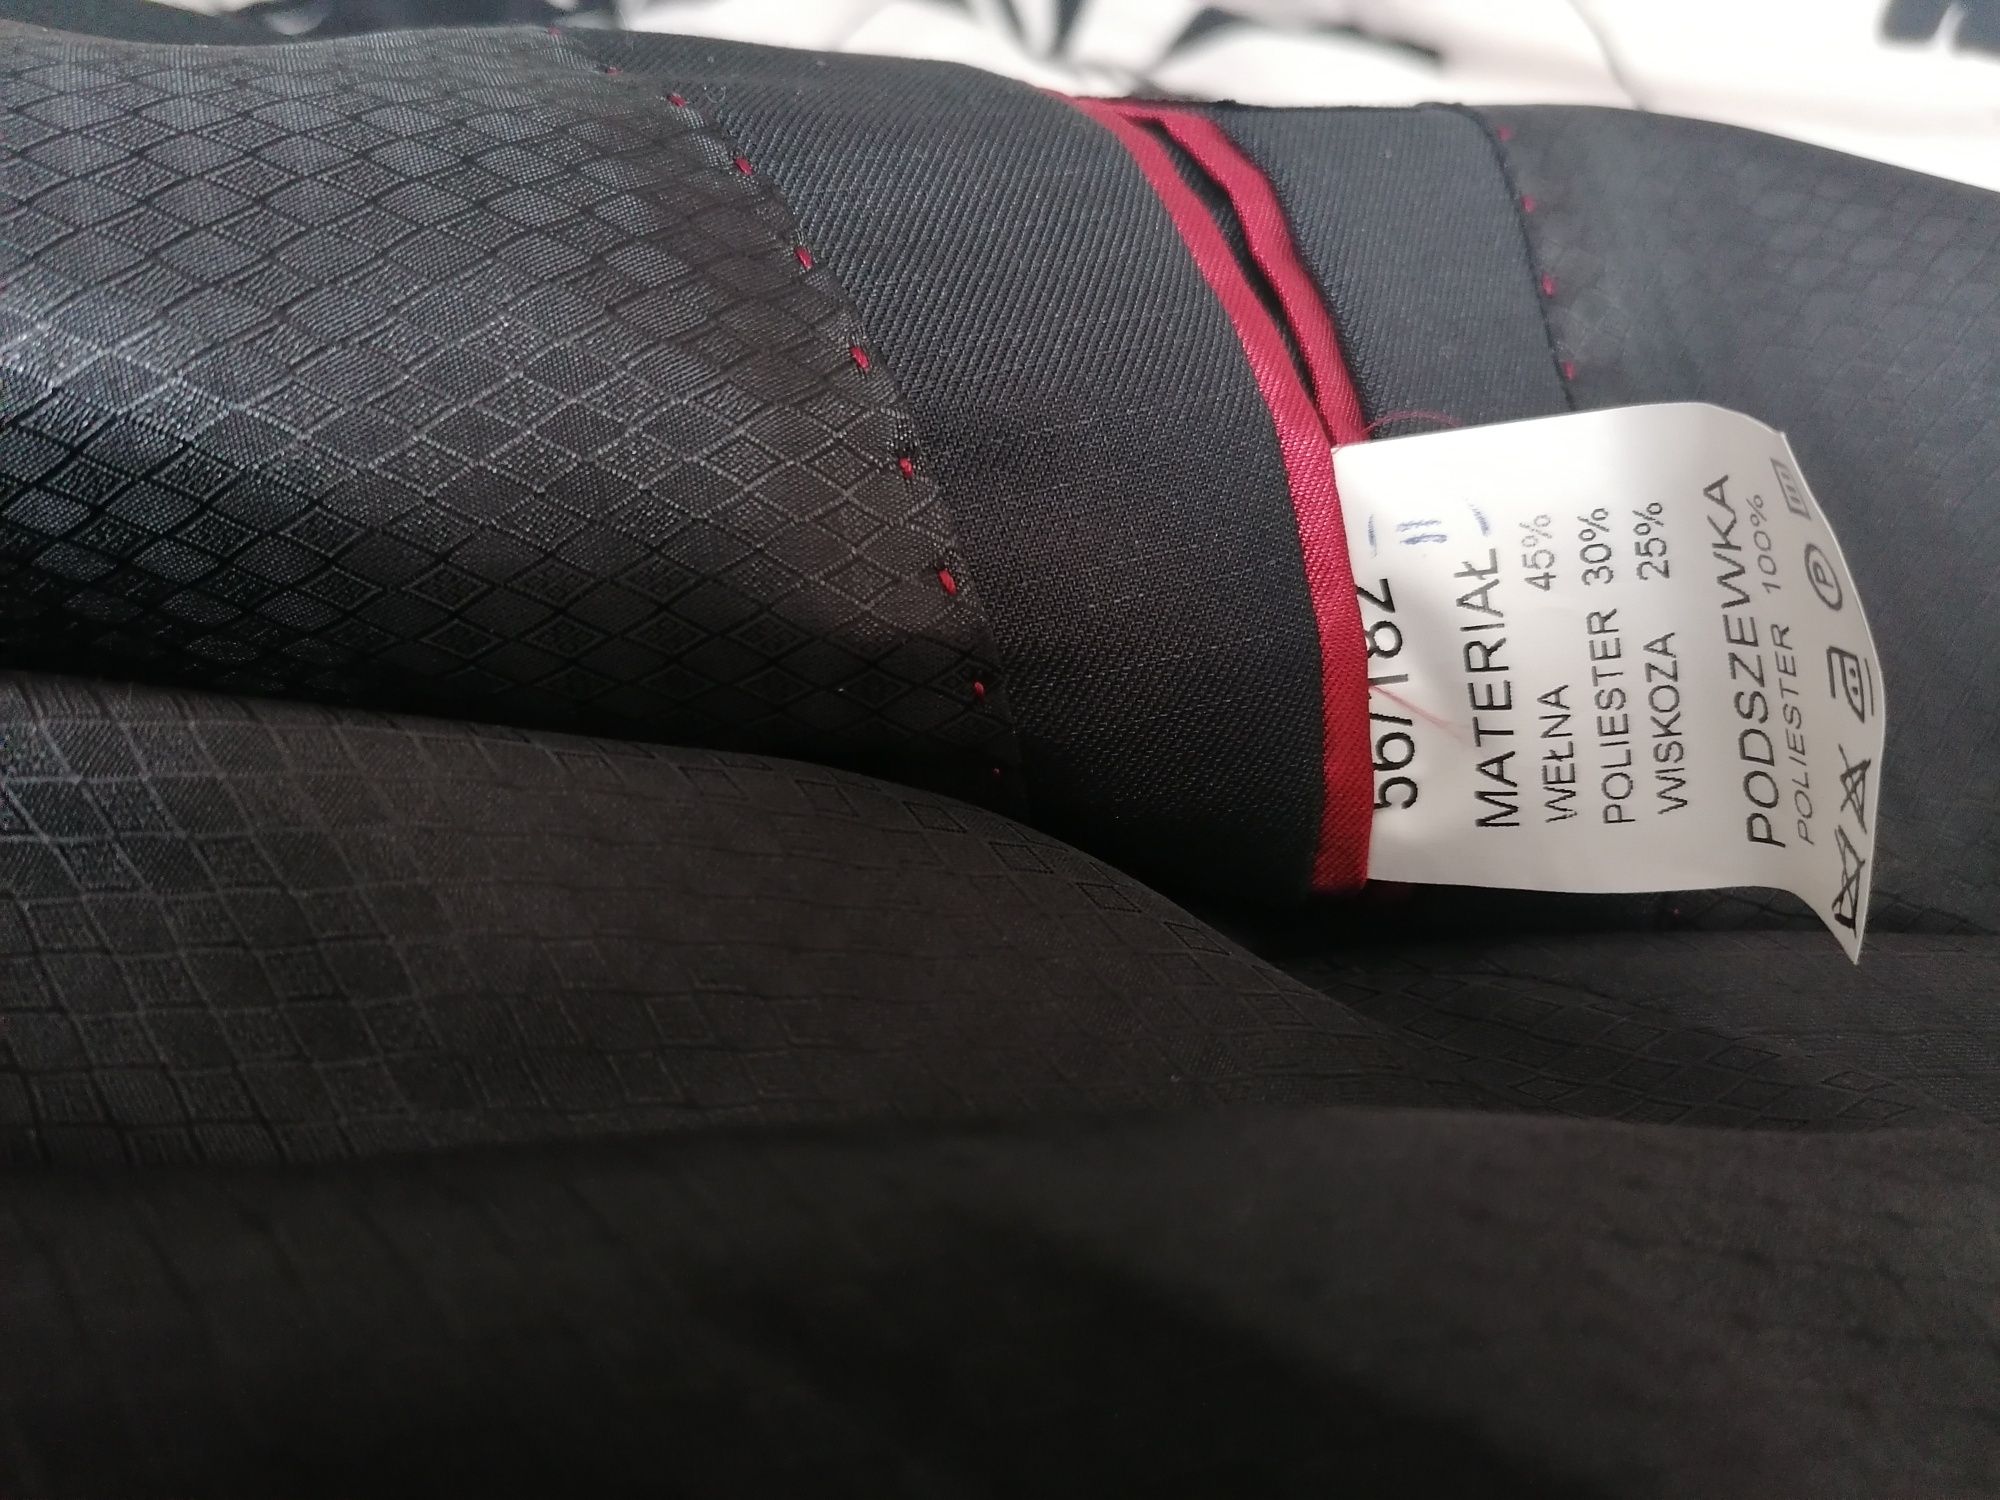 56/182
MATERIAŁ
WEŁNA 45%
POLIESTER 30%
WISKOZA 25%
PODSZEWKA
POLIESTER 100%
P